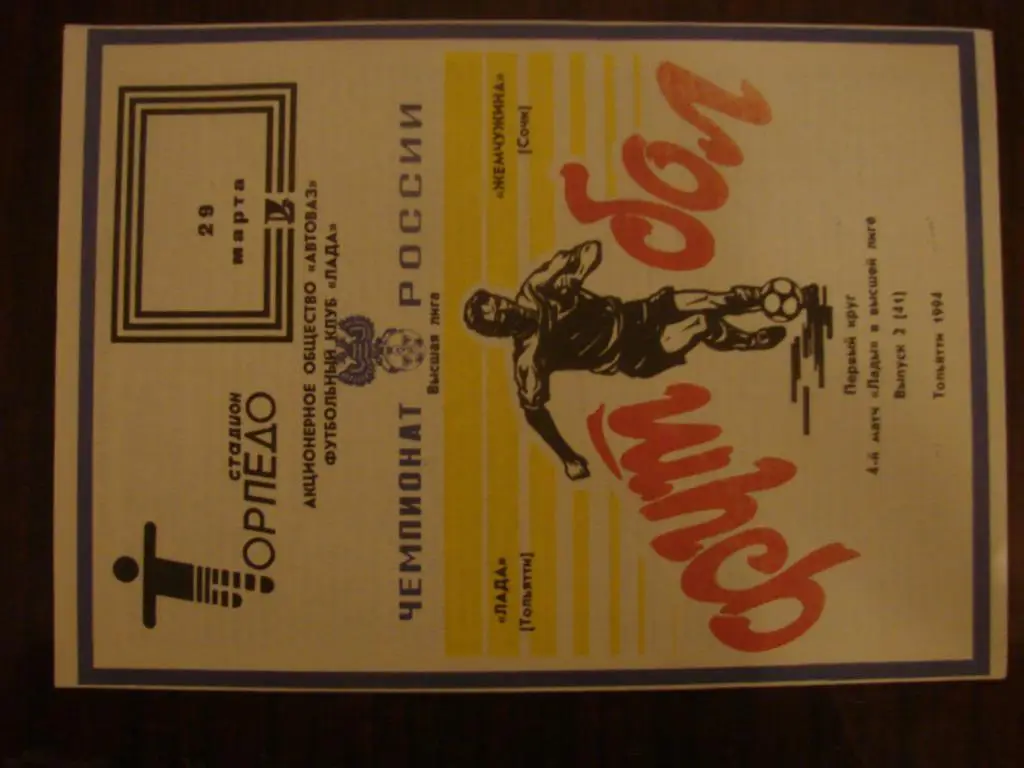 стадион
ТОРПЕДО
29
марта
АКЦИОНЕРНОЕ ОБЩЕСТВО «АВТОВАЗ»
ФУТБОЛЬНЫЙ КЛУБ «ЛАДА»
ЧЕМПИОНАТ РОССИИ
Высшая лига
«ЛАДА»
[Тольятти]
«ЖЕМЧУЖИНА»
[Сочи]
футбол
Первый круг
4-й матч «Лады» в высшей лиге
Выпуск 2 [41]
Тольятти 1994